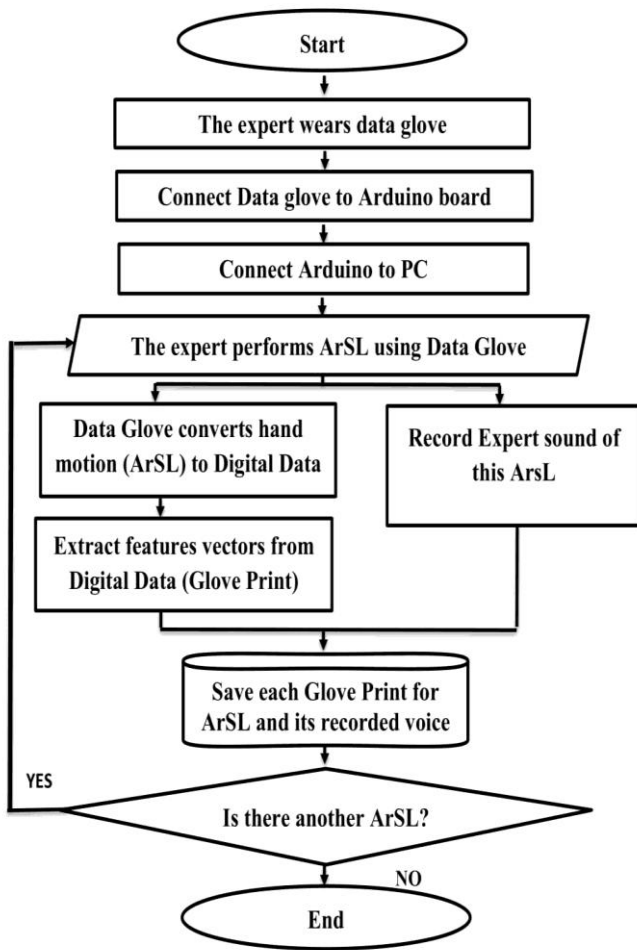 Start
The expert wears data glove
Connect Data glove to Arduino board
Connect Arduino to PC
The expert performs ArSL using Data Glove
Data Glove converts hand
motion (ArSL) to Digital Data
Record Expert sound of
this ArsL
Extract features vectors from
Digital Data (Glove Print)
Save each Glove Print for
ArSL and its recorded voice
YES
Is there another ArSL?
NO
End